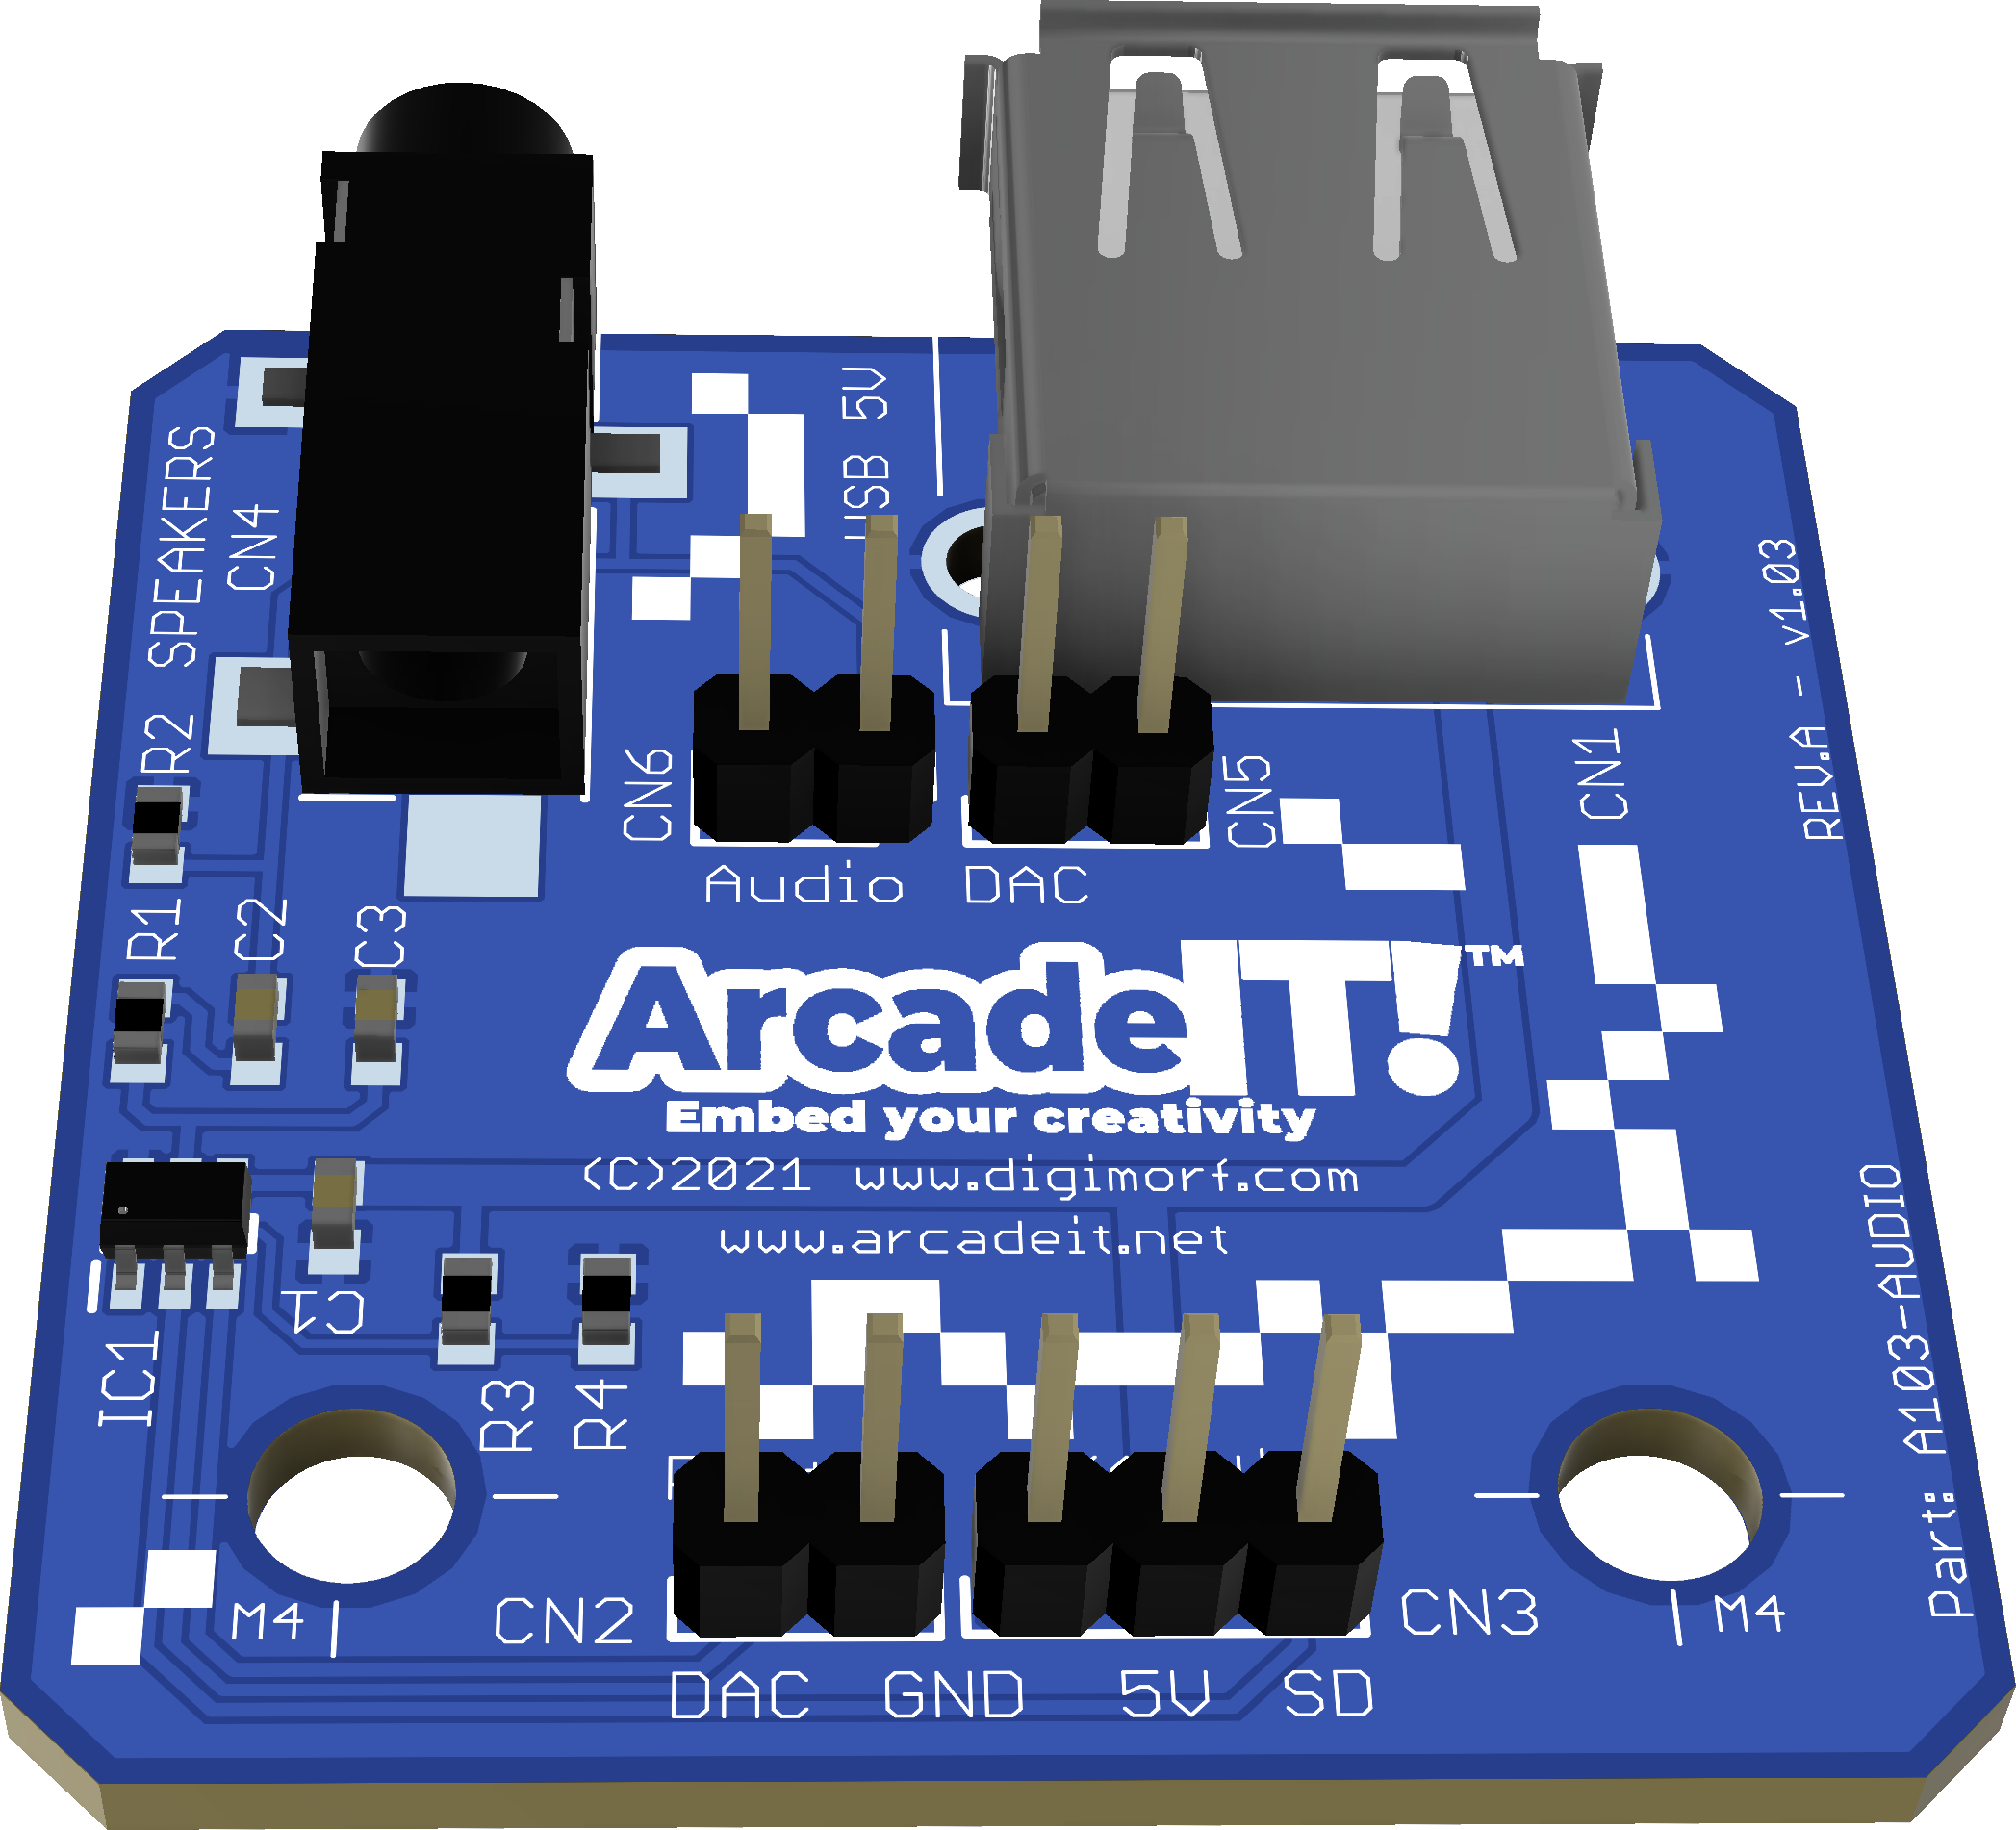 USB 5V
SPEAKERS
CN4
R2
CN6
CN5
CN1
REV.A - v1.03
Audio DAC
R1
C2
C3
ArcadeIT!™
Embed your creativity
(C)2021 www.digimorf.com
www.arcadeit.net
C1
IC1
R3
R4
Part: A103-AUDIO
M4
CN2
CN3
M4
DAC GND 5V SD